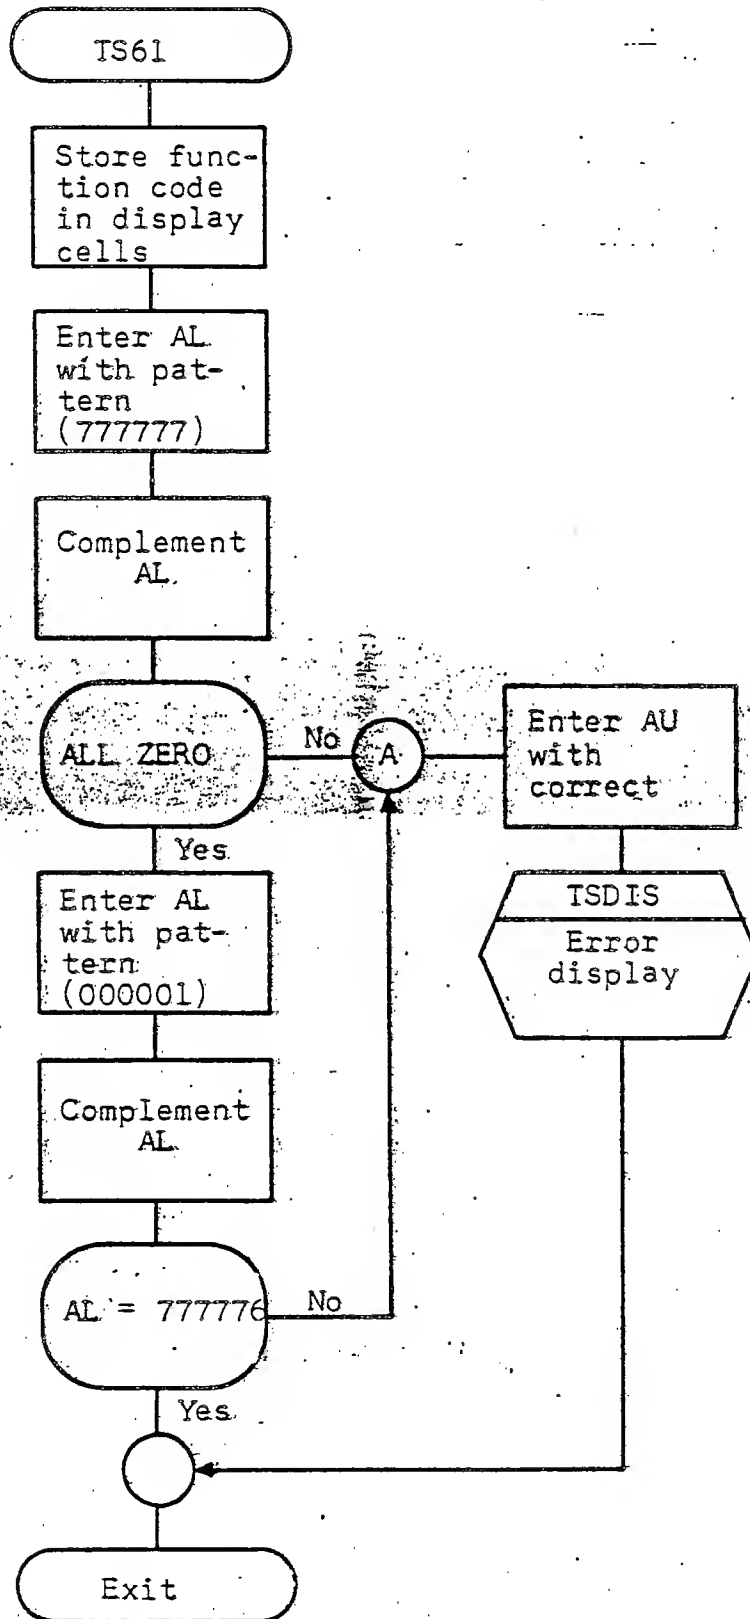 TS61
Store func-
tion code
in display
cells
Enter AL
with pat-
tern
(777777)
Complement
AL
ALL ZERO
No
A
Enter AU
with
correct
Yes
TSDIS
Error
display
Enter AL
with pat-
tern
(000001)
Complement
AL
AL = 777776
No
Yes
Exit